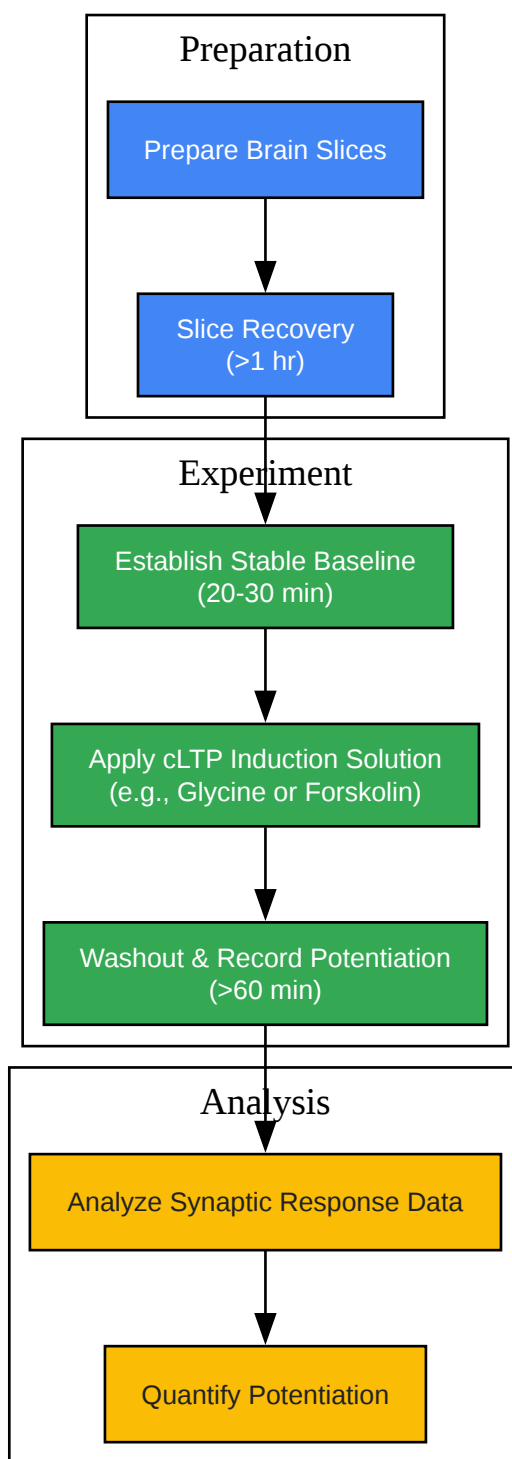 Preparation
Prepare Brain Slices
Slice Recovery
(>1 hr)
Experiment
Establish Stable Baseline
(20-30 min)
Apply cLTP Induction Solution
(e.g., Glycine or Forskolin)
Washout & Record Potentiation
(>60 min)
Analysis
Analyze Synaptic Response Data
Quantify Potentiation